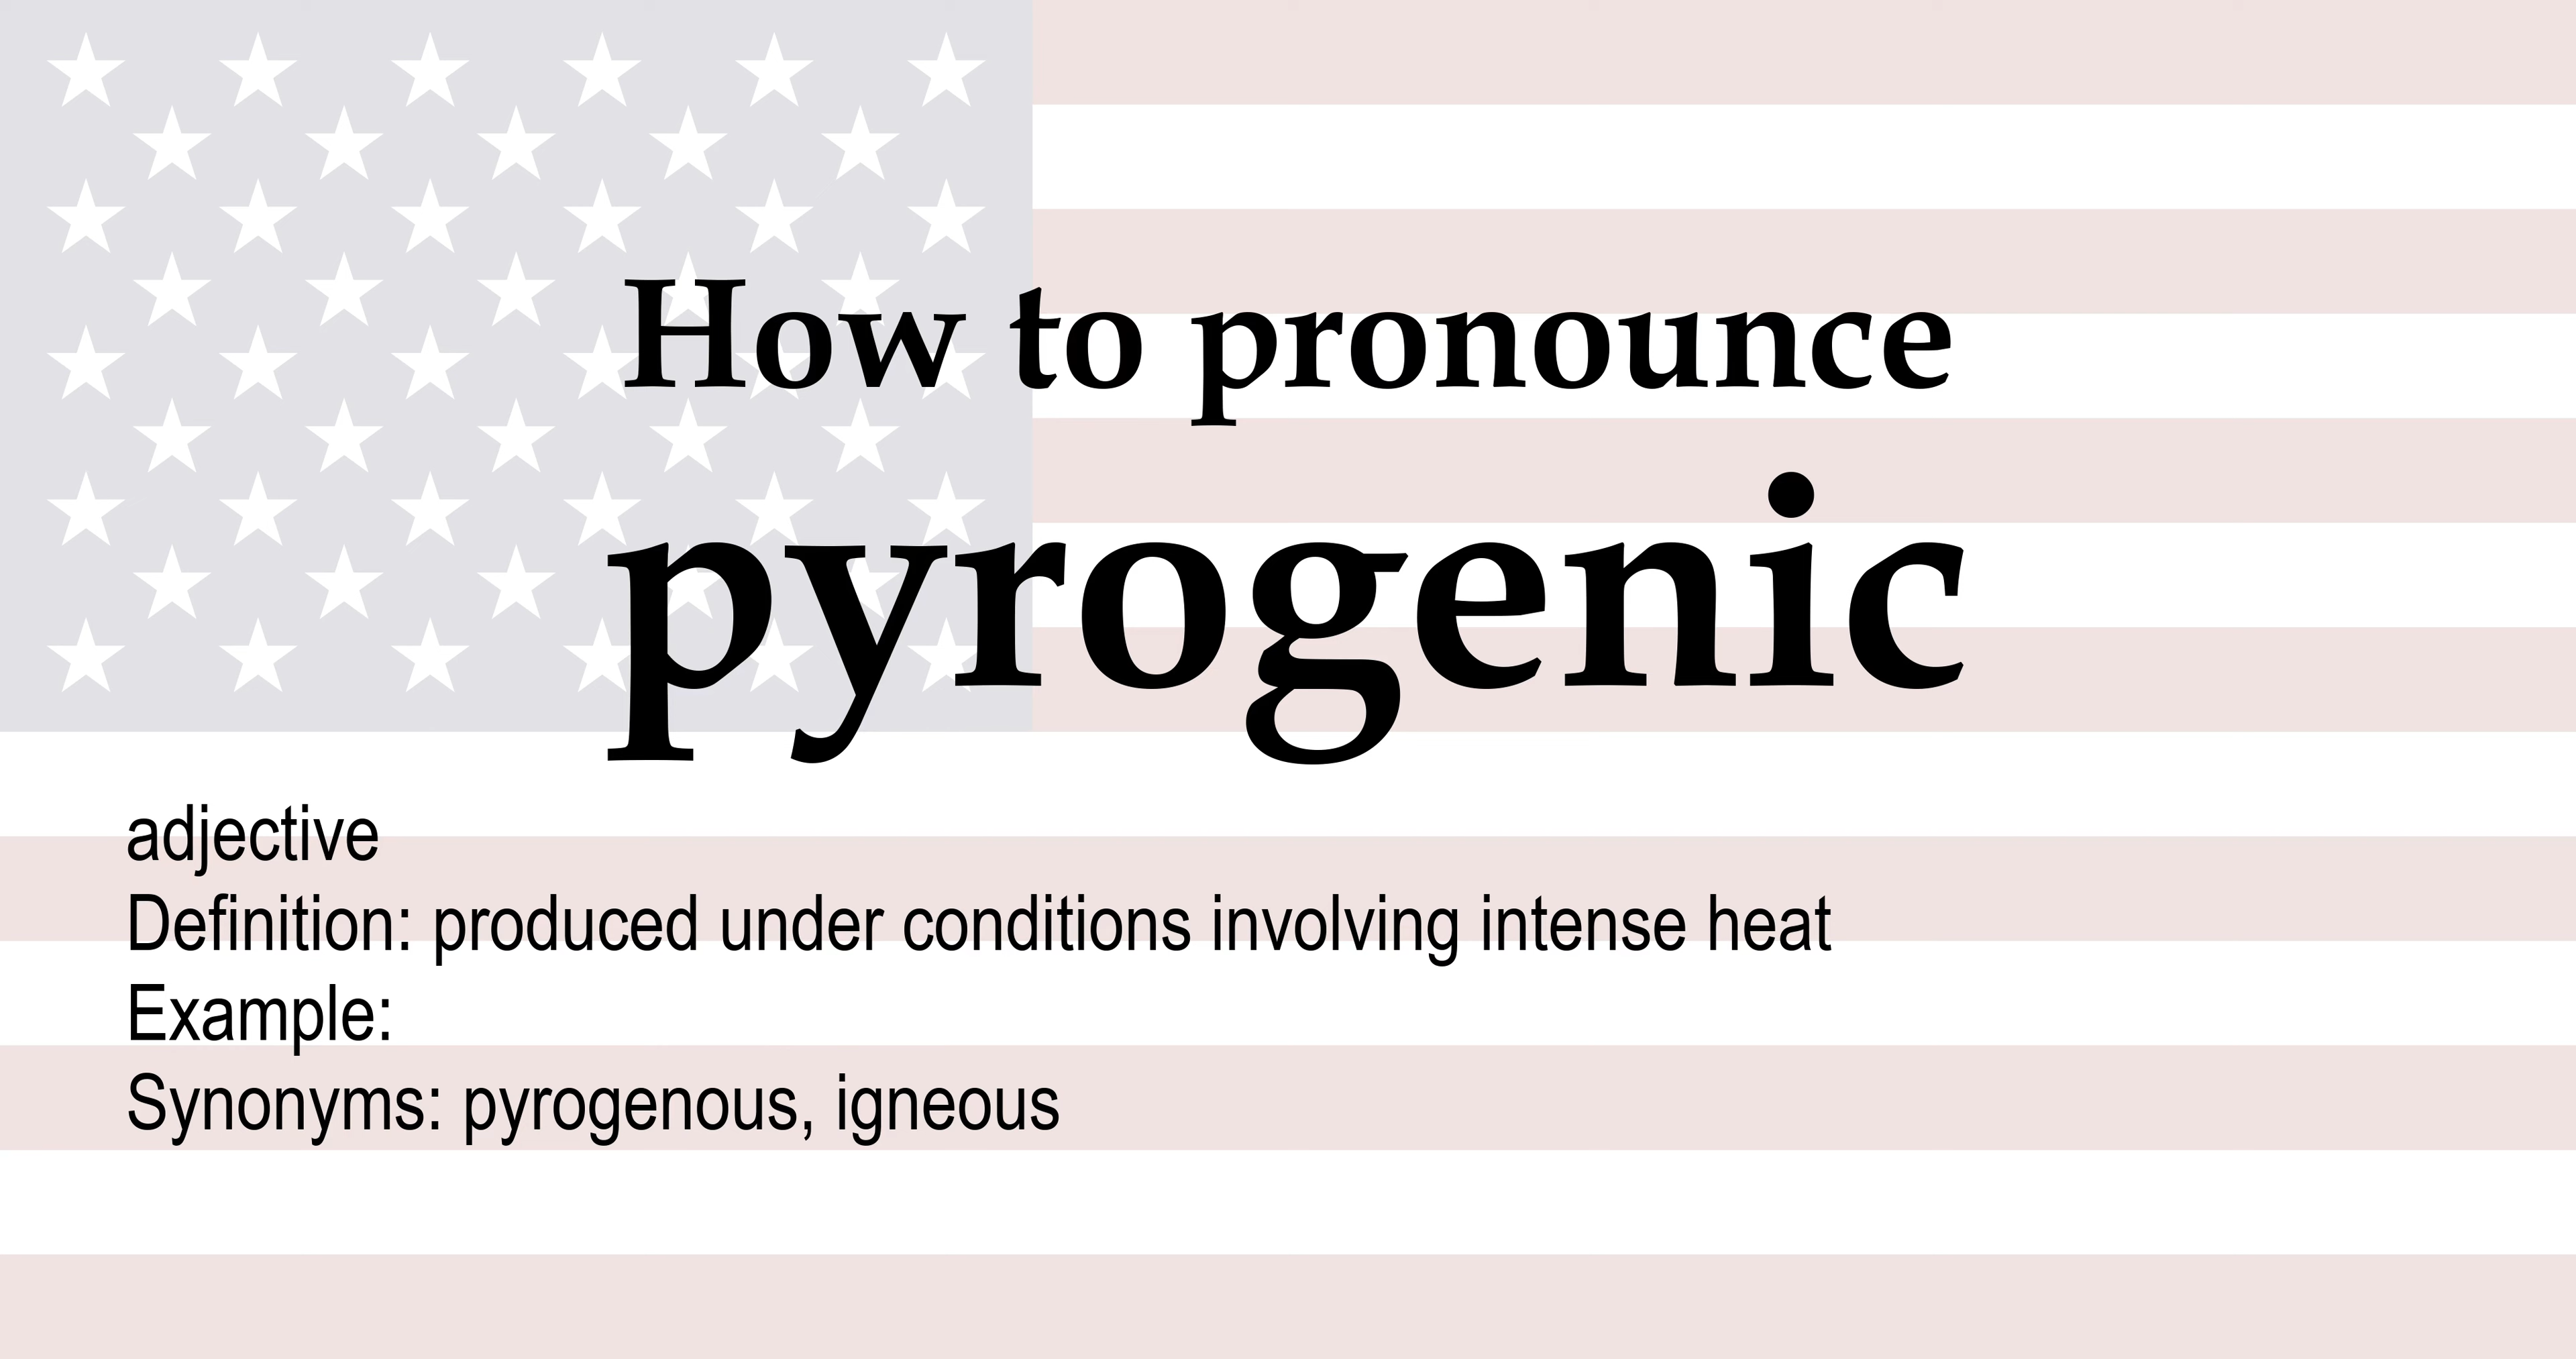 How to pronounce
pyrogenic
adjective
Definition: produced under conditions involving intense heat
Example:
Synonyms: pyrogenous, igneous